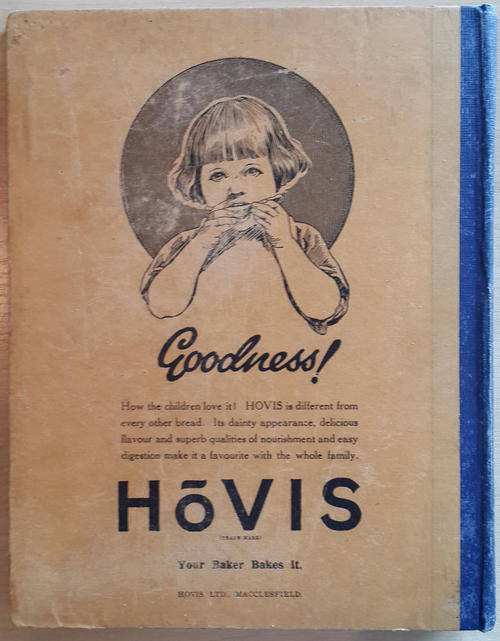 Goodness!
How the children love it! HOVIS is different from
every other bread. Its dainty appearance, delicious
flavour and superb qualities of nourishment and easy
digestion make it a favourite with the whole family.
HōVIS
(TRADE MARK)
Your Baker Bakes it.
HOVIS LTD., MACCLESFIELD.